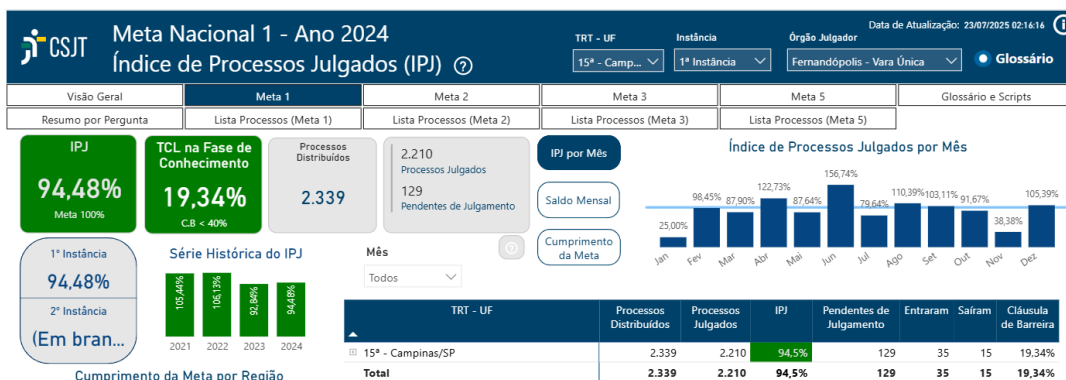 CSJT
Meta Nacional 1 - Ano 2024
Índice de Processos Julgados (IPJ)
Data de Atualização: 23/07/2025 02:16:16
TRT - UF
Instância
Órgão Julgador
15ª - Camp...
1ª Instância
Fernandópolis - Vara Única
Glossário
Visão Geral
Meta 1
Meta 2
Meta 3
Meta 5
Glossário e Scripts
Resumo por Pergunta
Lista Processos (Meta 1)
Lista Processos (Meta 2)
Lista Processos (Meta 3)
Lista Processos (Meta 5)
IPJ
94,48%
Meta 100%
TCL na Fase de
Conhecimento
19,34%
C.B < 40%
Processos
Distribuídos
2.339
2.210
Processos Julgados
129
Pendentes de Julgamento
IPJ por Mês
Saldo Mensal
Cumprimento
da Meta
Índice de Processos Julgados por Mês
25,00% 98,45% 87,90% 122,73% 87,64% 156,74% 79,64% 110,39% 103,11% 91,67% 38,38% 105,39%
Jan Fev Mar Abr Mai Jun Jul Ago Set Out Nov Dez
1ª Instância
94,48%
2ª Instância
(Em bran...
Série Histórica do IPJ
105,44% 106,13% 92,84% 94,48%
2021 2022 2023 2024
Mês
Todos
TRT - UF Processos Distribuídos Processos Julgados IPJ Pendentes de Julgamento Entraram Saíram Cláusula de Barreira
15ª - Campinas/SP 2.339 2.210 94,5% 129 35 15 19,34%
Total 2.339 2.210 94,5% 129 35 15 19,34%
Cumprimento da Meta por Região